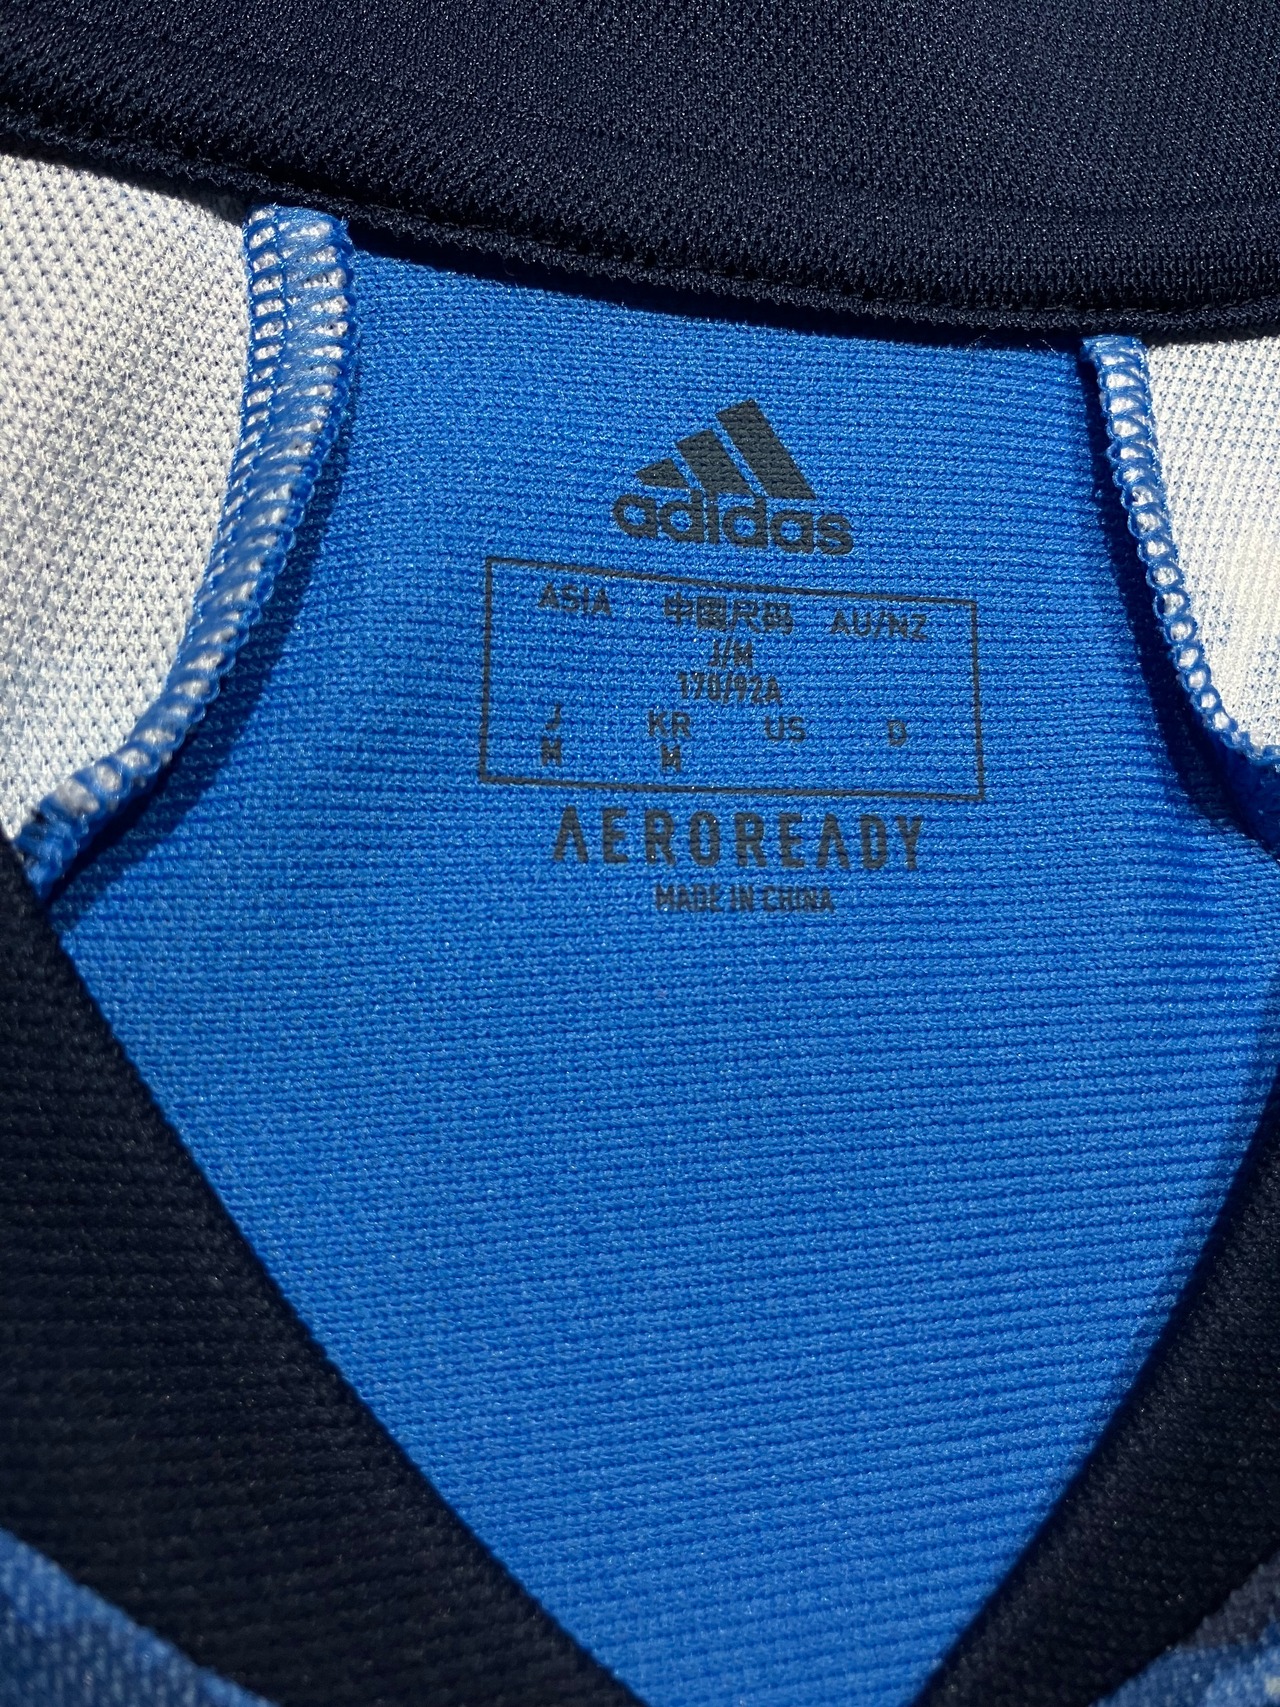 adidas
ASIA 中国尺码 AU/NZ
J/M
170/92A
J KR US D
M M
AEROREADY
MADE IN CHINA